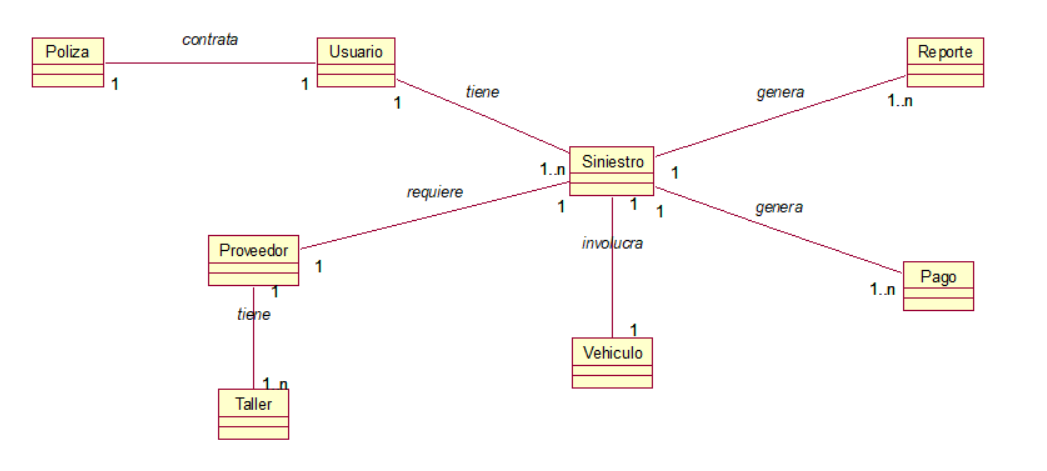 contrata
Poliza
Usuario
Reporte
1
1
1
tiene
genera
1..n
Siniestro
1..n
1
requiere
1
1
1
genera
involucra
Proveedor
1
1
Pago
1..n
tiene
1
Vehiculo
1..n
Taller